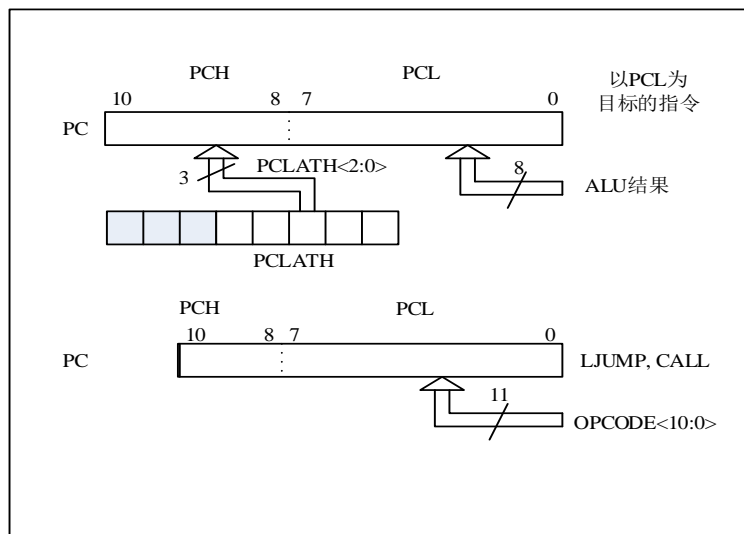 PCH PCL
10 8 7 0
以PCL为
目标的指令
PC
3 PCLATH<2:0>
8
ALU结果
PCLATH
PCH PCL
10 8 7 0
PC
LJUMP, CALL
11
OPCODE<10:0>